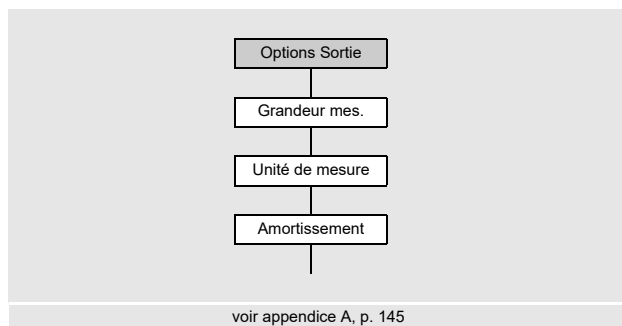 Options Sortie
Grandeur mes.
Unité de mesure
Amortissement
voir appendice A, p. 145